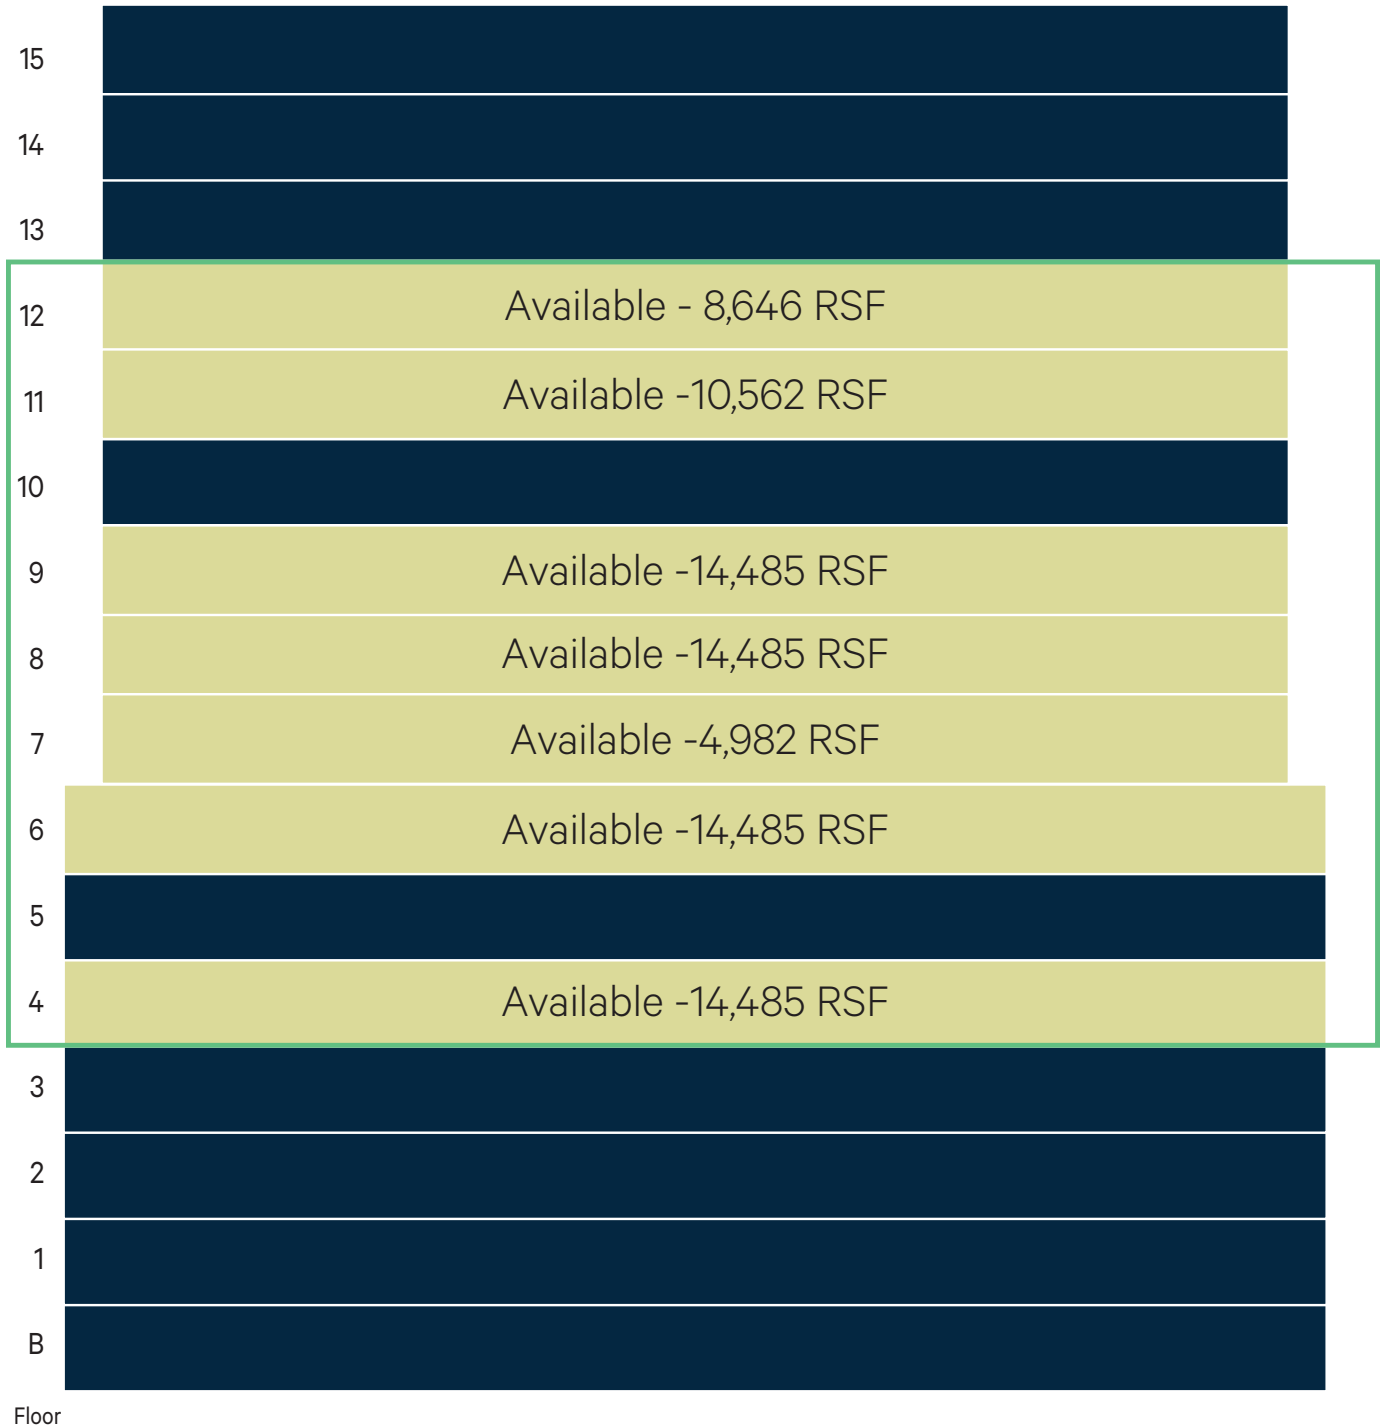 15
14
13
12 Available - 8,646 RSF
11 Available -10,562 RSF
10
9 Available -14,485 RSF
8 Available -14,485 RSF
7 Available -4,982 RSF
6 Available -14,485 RSF
5
4 Available -14,485 RSF
3
2
1
B
Floor